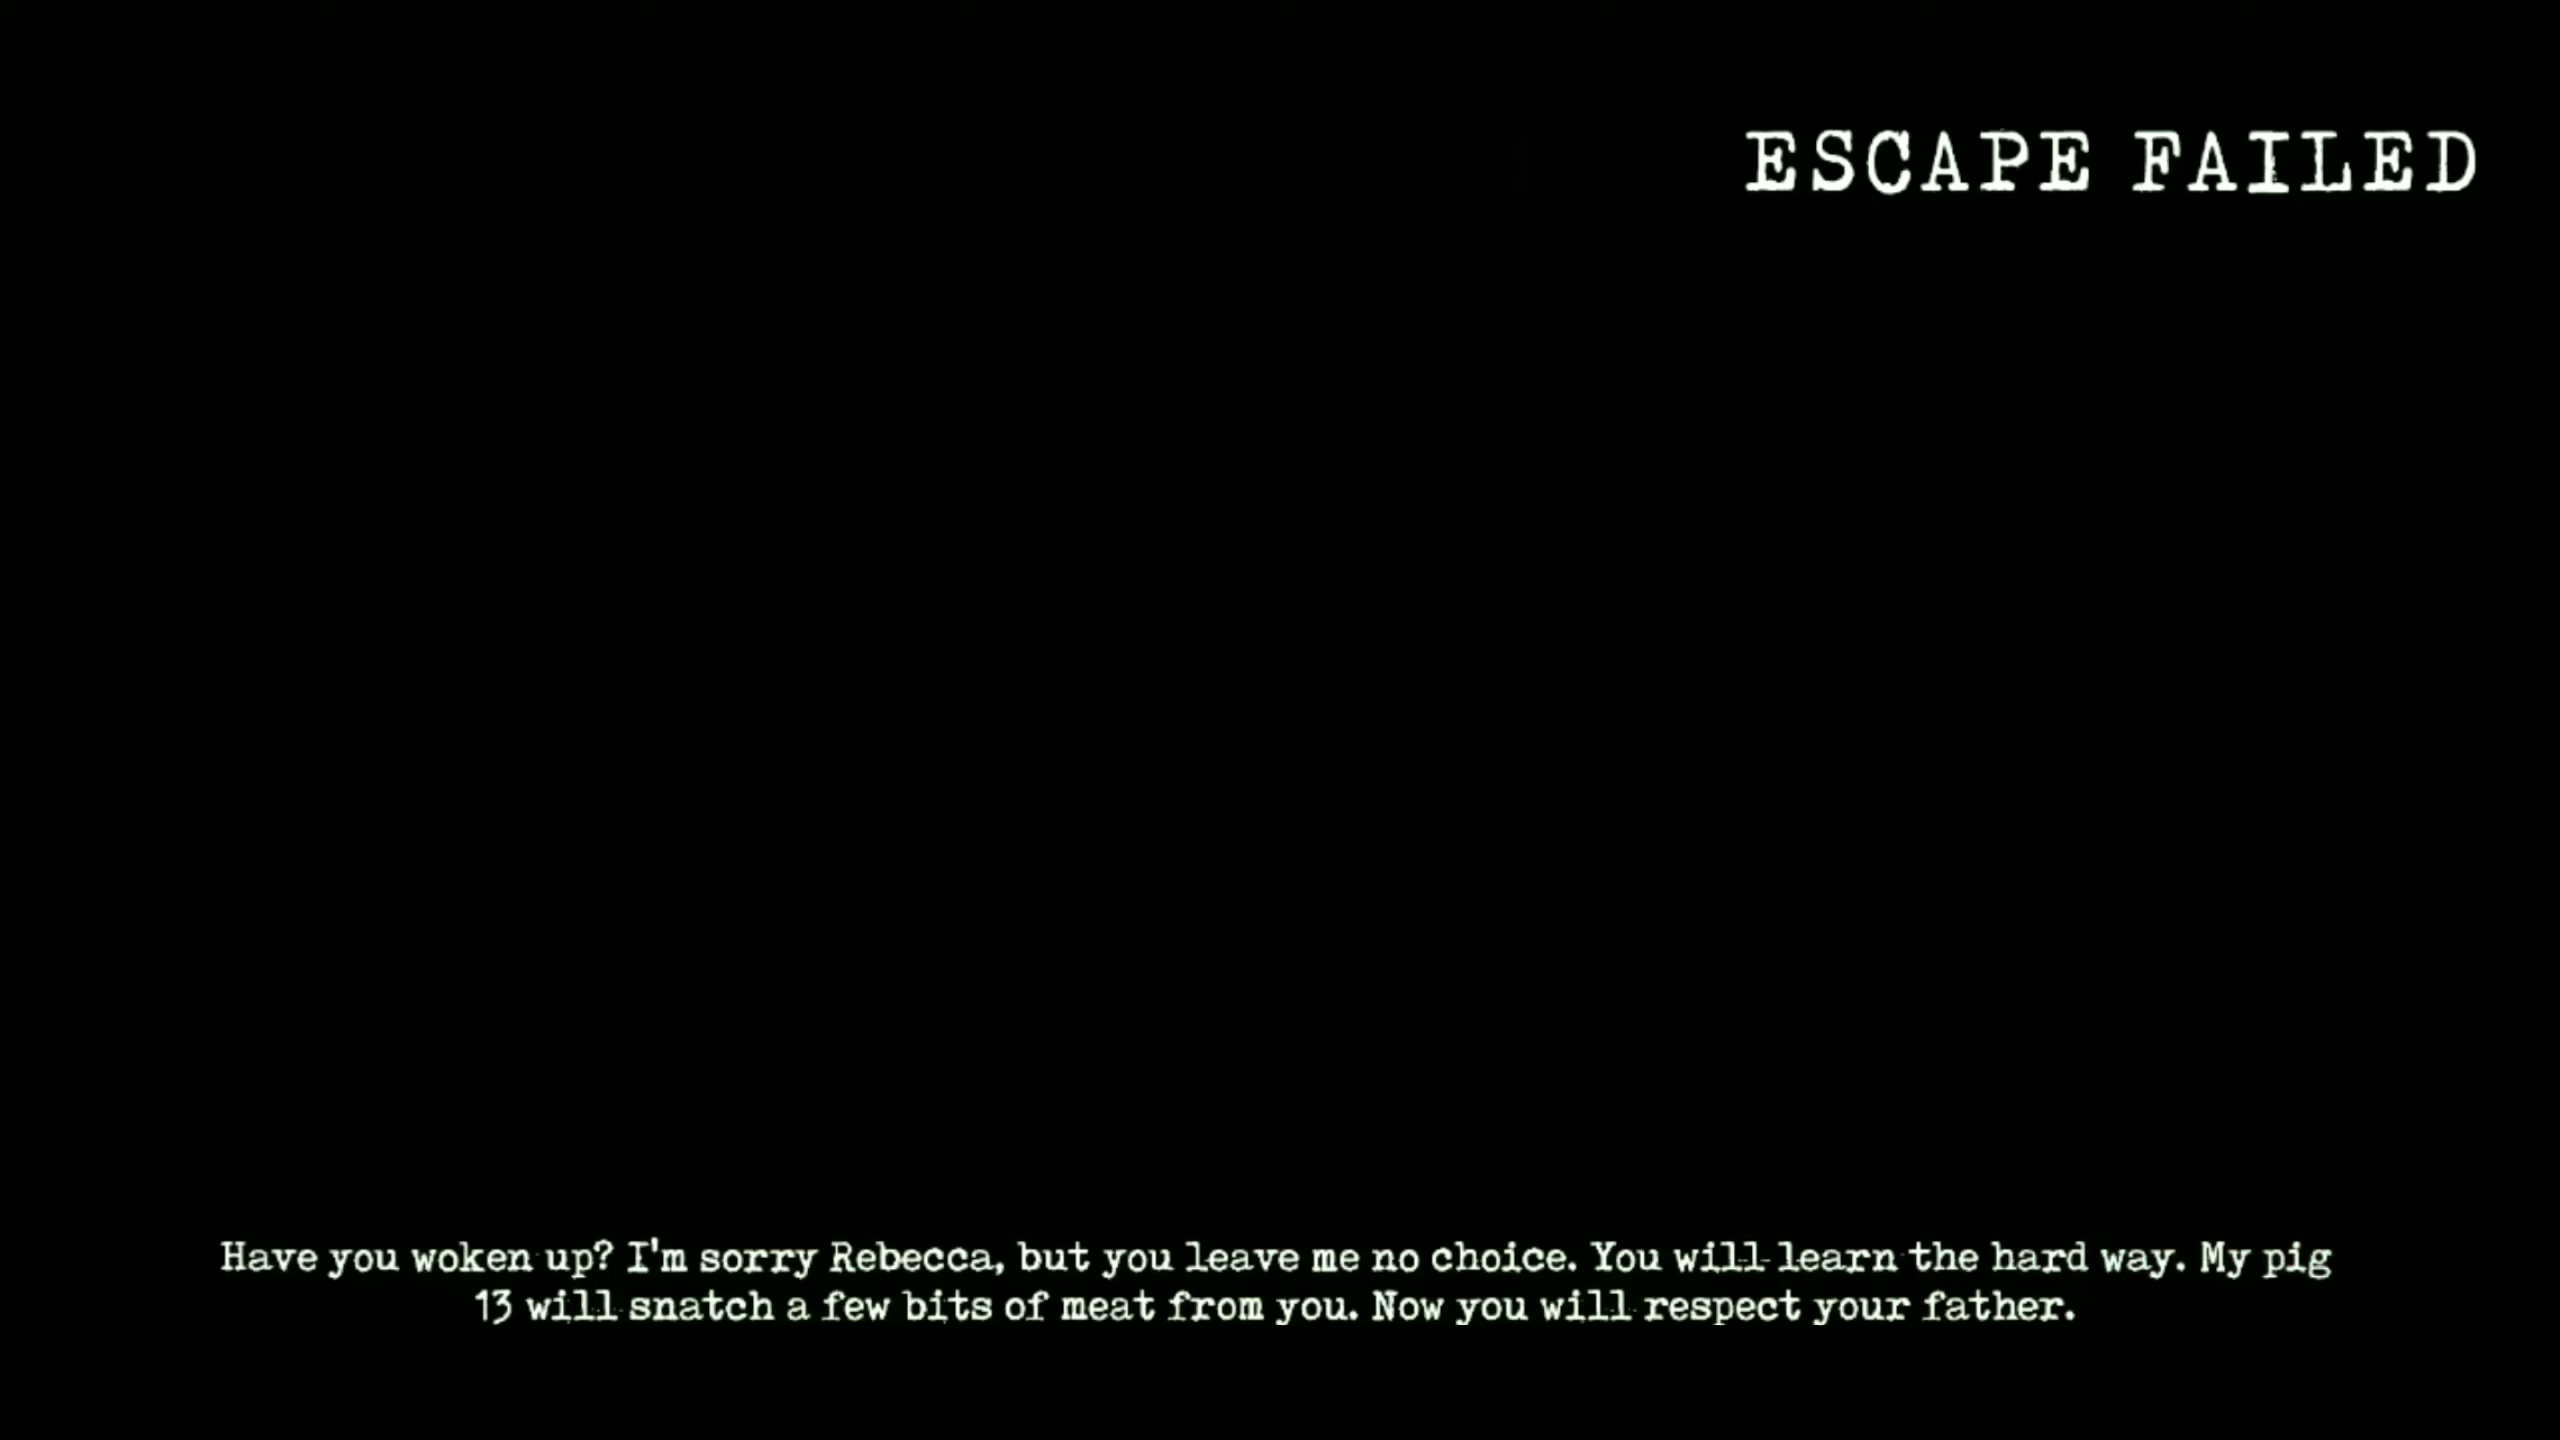 ESCAPE FAILED
Have you woken up? I'm sorry Rebecca, but you leave me no choice. You will learn the hard way. My pig
13 will snatch a few bits of meat from you. Now you will respect your father.